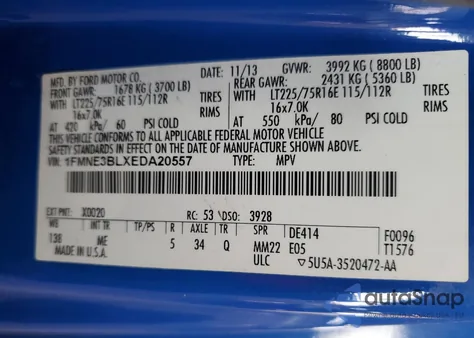 MFD. BY FORD MOTOR CO.
11/13 GVWR: 3992 KG ( 8800 LB)
FRONT GAWR: 1678 KG ( 3700 LB)
REAR GAWR: 2431 KG ( 5360 LB)
WITH LT225/75R16E 115/112R TIRES
WITH LT225/75R16E 115/112R TIRES
16x7.0K RIMS
16x7.0K RIMS
AT 420 kPa/ 60 PSI COLD
AT 550 kPa/ 80 PSI COLD
THIS VEHICLE CONFORMS TO ALL APPLICABLE FEDERAL MOTOR VEHICLE
SAFETY STANDARDS IN EFFECT ON THE DATE OF MANUFACTURE SHOWN ABOVE.
VIN: 1FMNE3BLXEDA20557 TYPE: MPV
EXT PNT: X0020 RC: 53 DSO: 3928
WB INT TR TP/PS R AXLE TR SPR DE414 F0096
138 ME 5 34 Q MM22 E05 T1576
MADE IN U.S.A. ULC 5U5A-3520472-AA
autoSnap